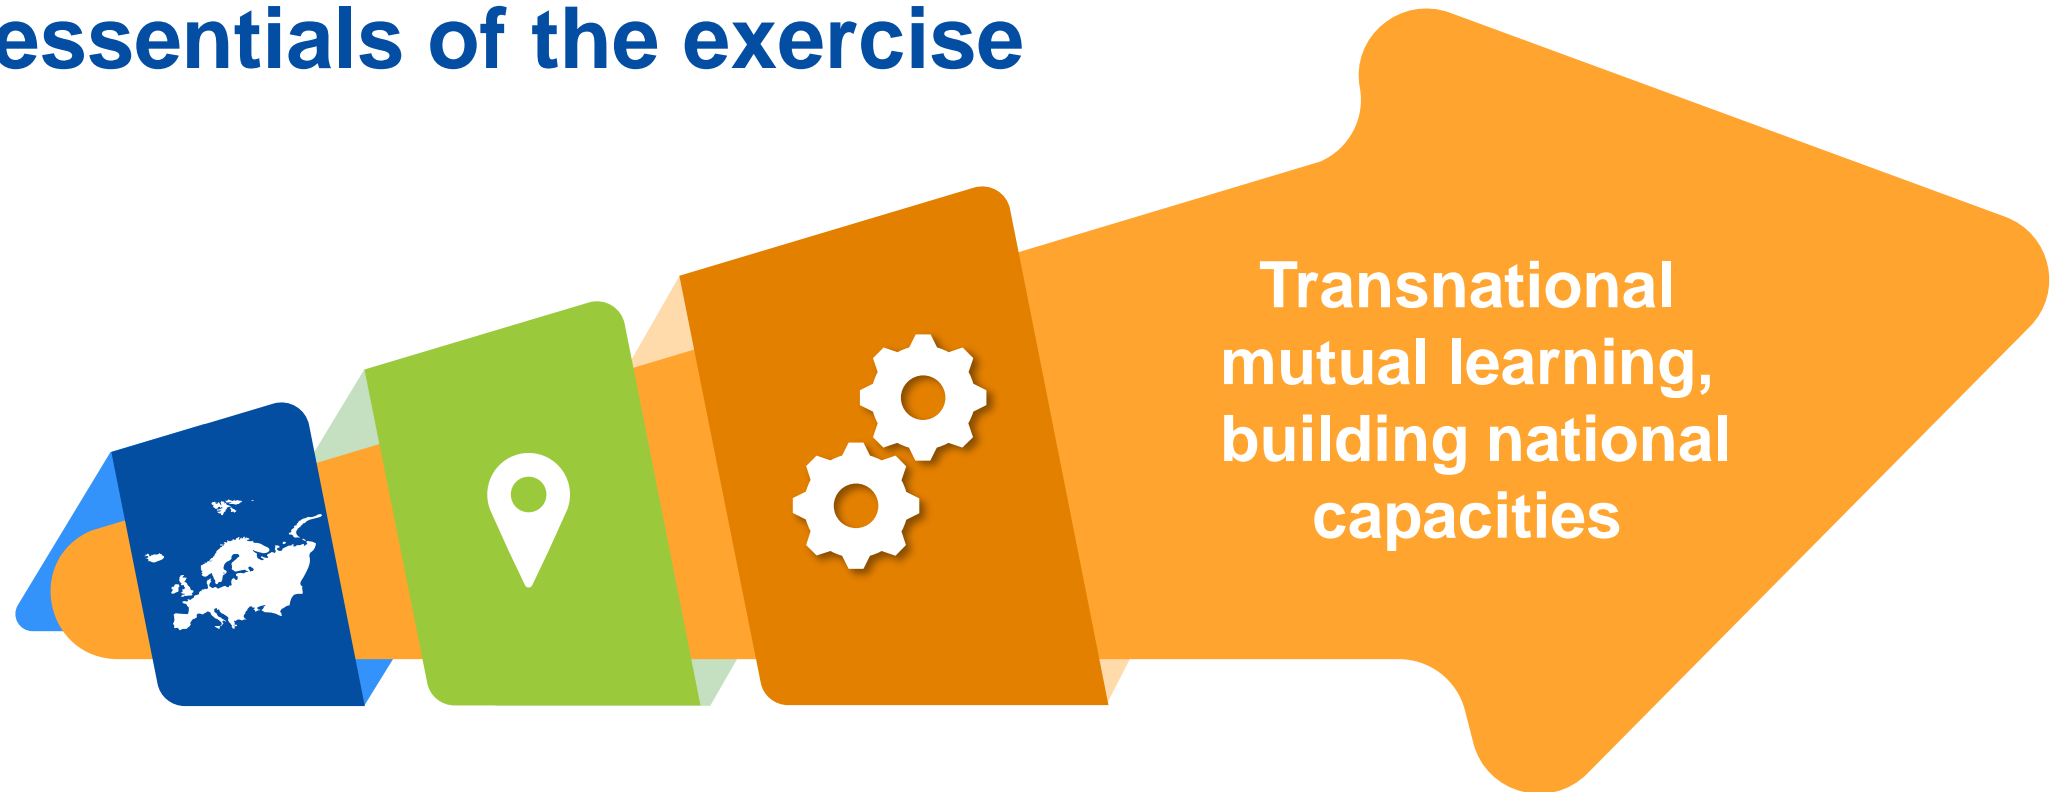 essentials of the exercise
Transnational
mutual learning,
building national
capacities